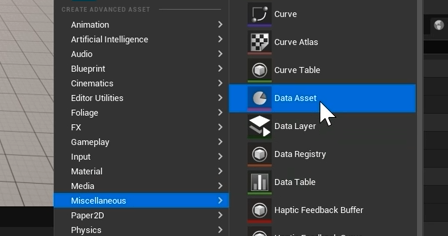 CREATE ADVANCED ASSET
Animation
Artificial Intelligence
Audio
Blueprint
Cinematics
Editor Utilities
Foliage
FX
Gameplay
Input
Material
Media
Miscellaneous
Paper2D
Physics
Curve
Curve Atlas
Curve Table
Data Asset
Data Layer
Data Registry
Data Table
Haptic Feedback Buffer